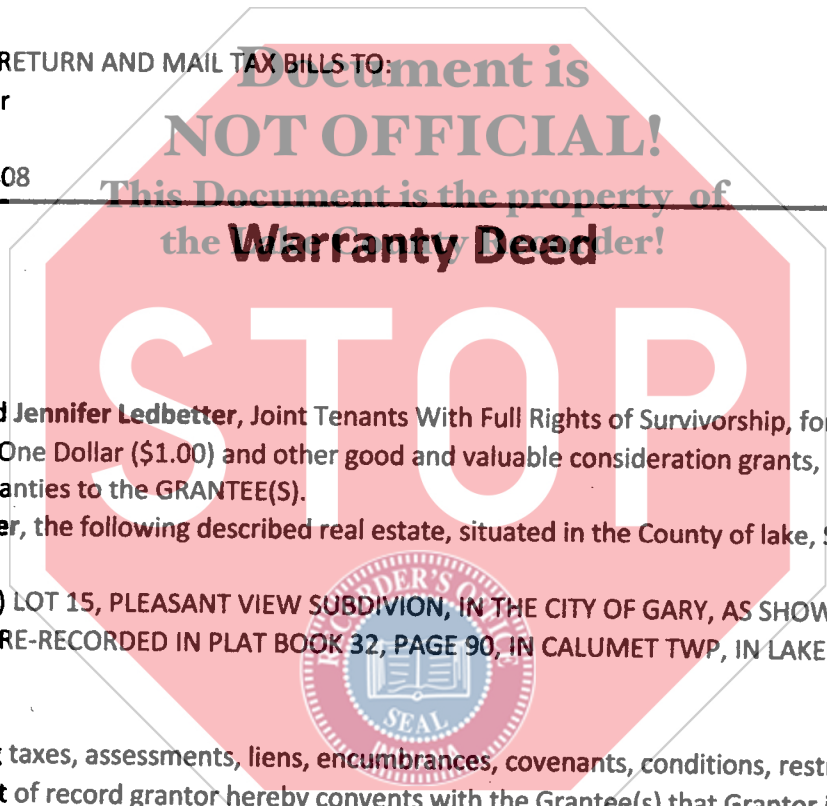 RETURN AND MAIL TAX BILLS TO:
r
08
Document is
NOT OFFICIAL!
This Document is the property of
the Lake County Recorder!
Warranty Deed
STOP
d Jennifer Ledbetter, Joint Tenants With Full Rights of Survivorship, for
One Dollar ($1.00) and other good and valuable consideration grants,
anties to the GRANTEE(S).
er, the following described real estate, situated in the County of lake, S
) LOT 15, PLEASANT VIEW SUBDIVION, IN THE CITY OF GARY, AS SHOW
RE-RECORDED IN PLAT BOOK 32, PAGE 90, IN CALUMET TWP, IN LAKE
RECORDER'S OFFICE
SEAL
INDIANA
taxes, assessments, liens, encumbrances, covenants, conditions, restr
t of record grantor hereby convents with the Grantee(s) that Grantor